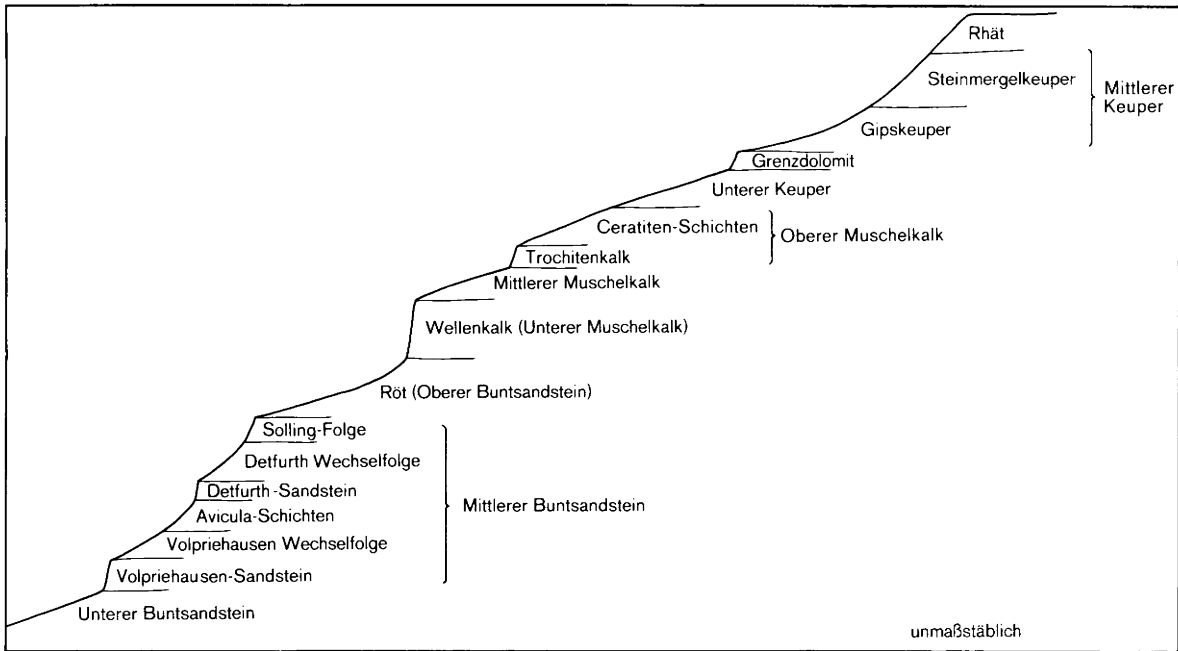 Rhät
Steinmergelkeuper
Mittlerer
Keuper
Gipskeuper
Grenzdolomit
Unterer Keuper
Ceratiten-Schichten
Oberer Muschelkalk
Trochitenkalk
Mittlerer Muschelkalk
Wellenkalk (Unterer Muschelkalk)
Röt (Oberer Buntsandstein)
Solling-Folge
Detfurth Wechselfolge
Detfurth-Sandstein
Mittlerer Buntsandstein
Avicula-Schichten
Volpriehausen Wechselfolge
Volpriehausen-Sandstein
Unterer Buntsandstein
unmaßstäblich